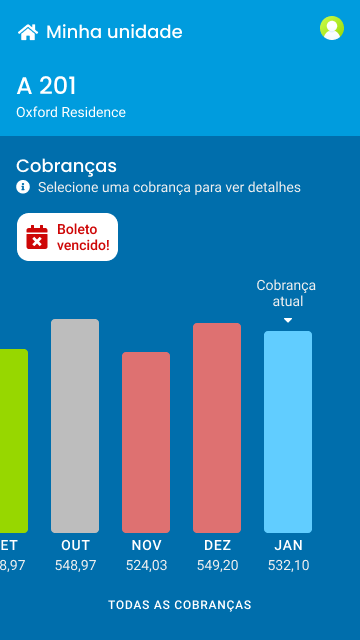 Minha unidade
A 201
Oxford Residence
Cobranças
Selecione uma cobrança para ver detalhes
Boleto
vencido!
Cobrança
atual
ET OUT NOV DEZ JAN
8,97 548,97 524,03 549,20 532,10
TODAS AS COBRANÇAS